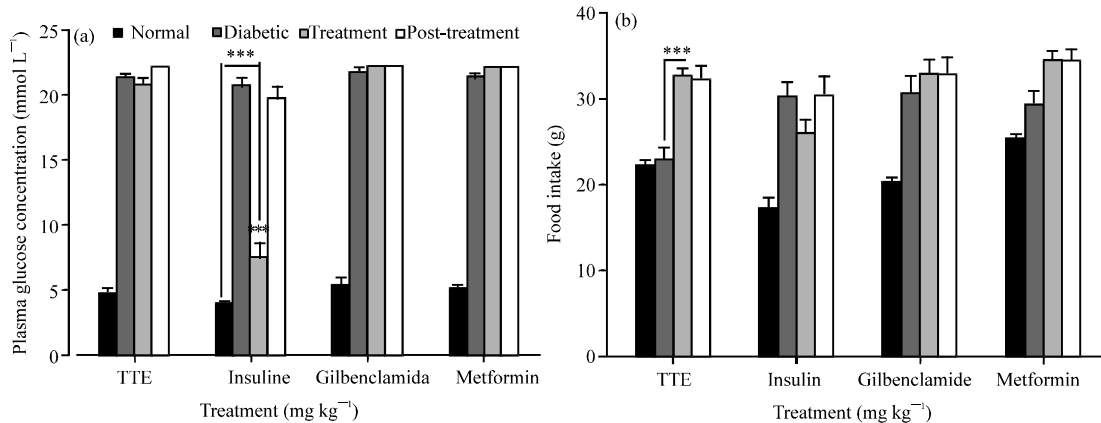 (a)
Normal Diabetic Treatment Post-treatment
Plasma glucose concentration (mmol L⁻¹)
25
20
15
10
5
0
***
***
TTE Insuline Gilbenclamida Metformin
Treatment (mg kg⁻¹)
(b)
Food intake (g)
40
30
20
10
0
***
TTE Insulin Gilbenclamide Metformin
Treatment (mg kg⁻¹)